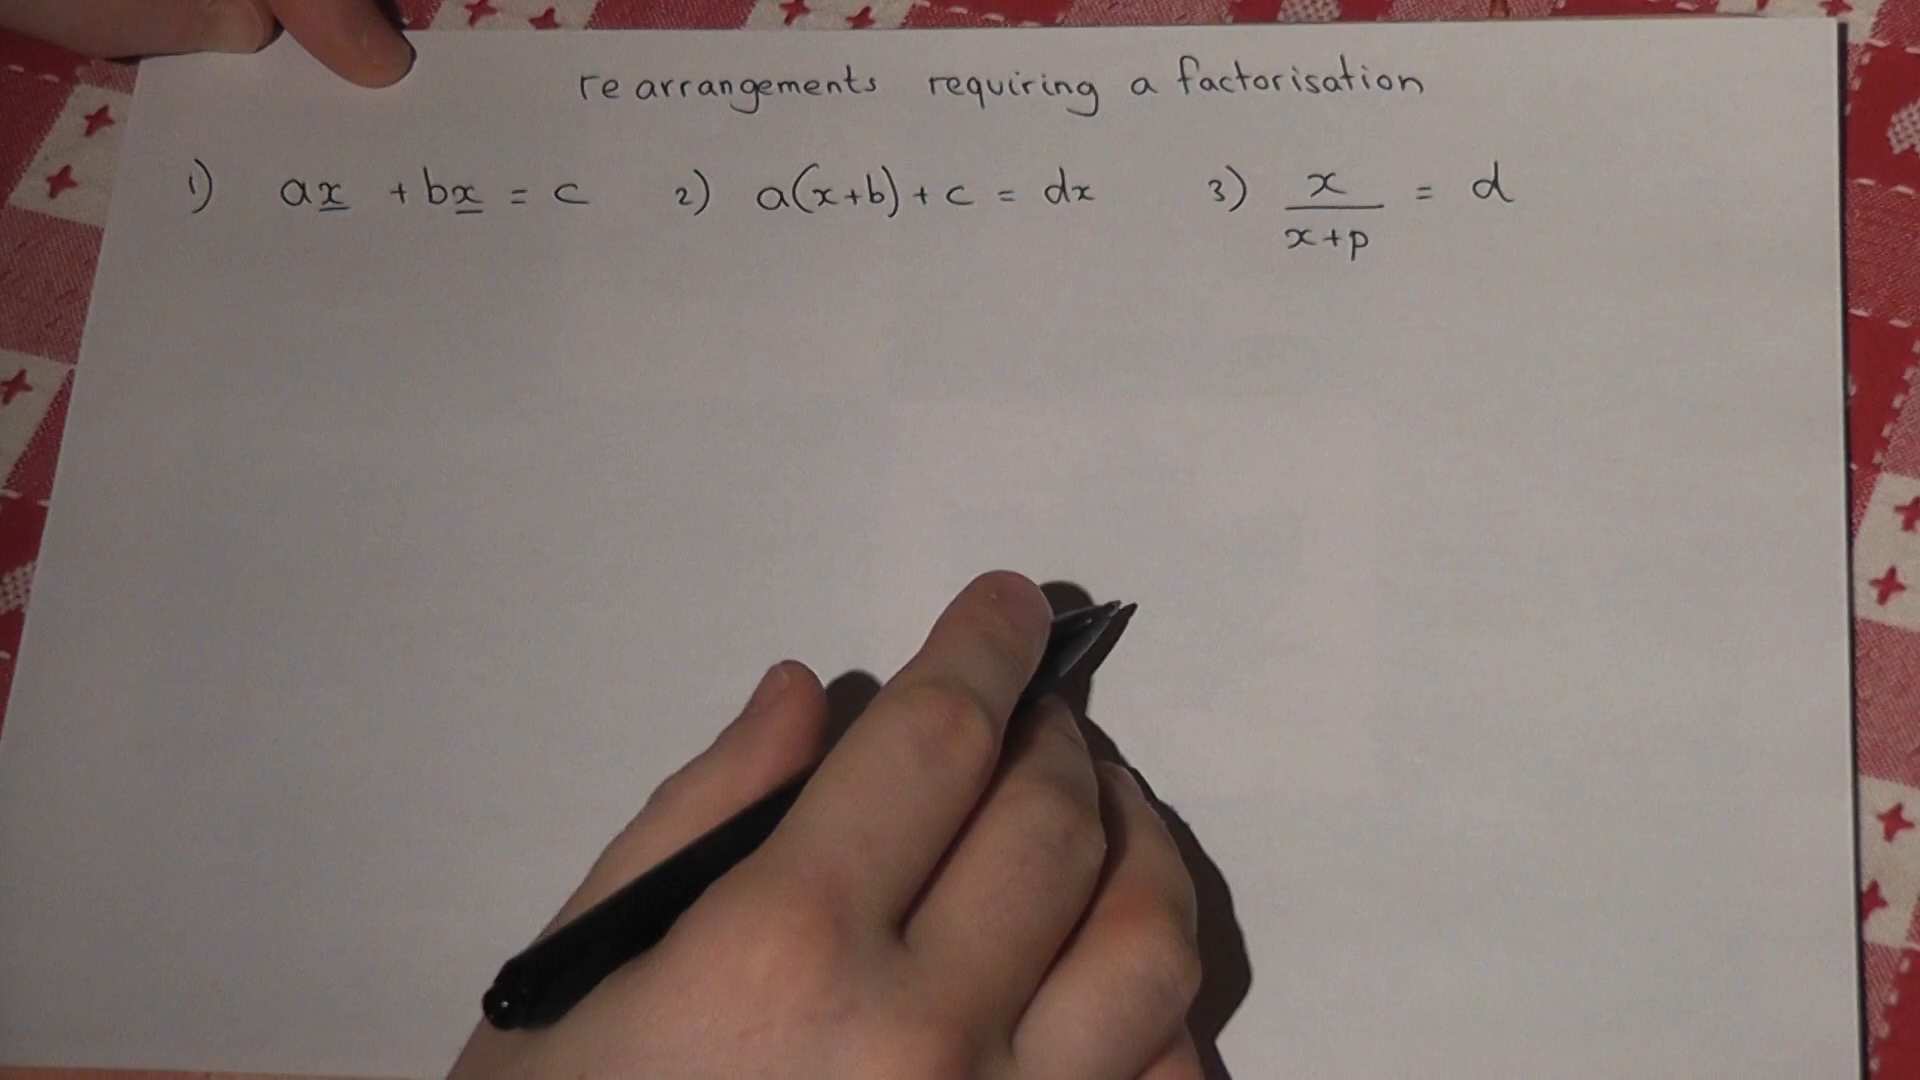 rearrangements requiring a factorisation
1) ax + bx = c 2) a(x+b) + c = dx 3) x/(x+p) = d